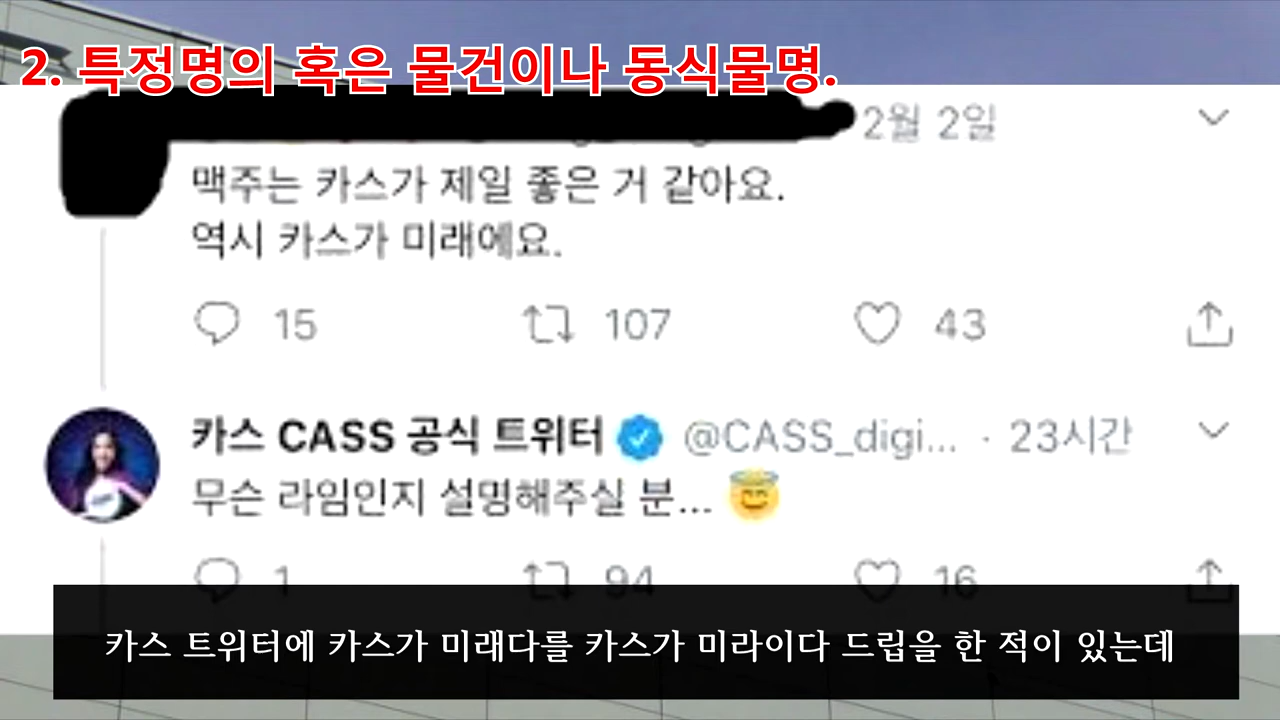 2. 특정명의 혹은 물건이나 동식물명.
2월 2일
맥주는 카스가 제일 좋은 거 같아요.
역시 카스가 미래에요.
15 107 43
카스 CASS 공식 트위터 @CASS_digi... · 23시간
무슨 라임인지 설명해주실 분...
1 94 16
카스 트위터에 카스가 미래다를 카스가 미라이다 드립을 한 적이 있는데